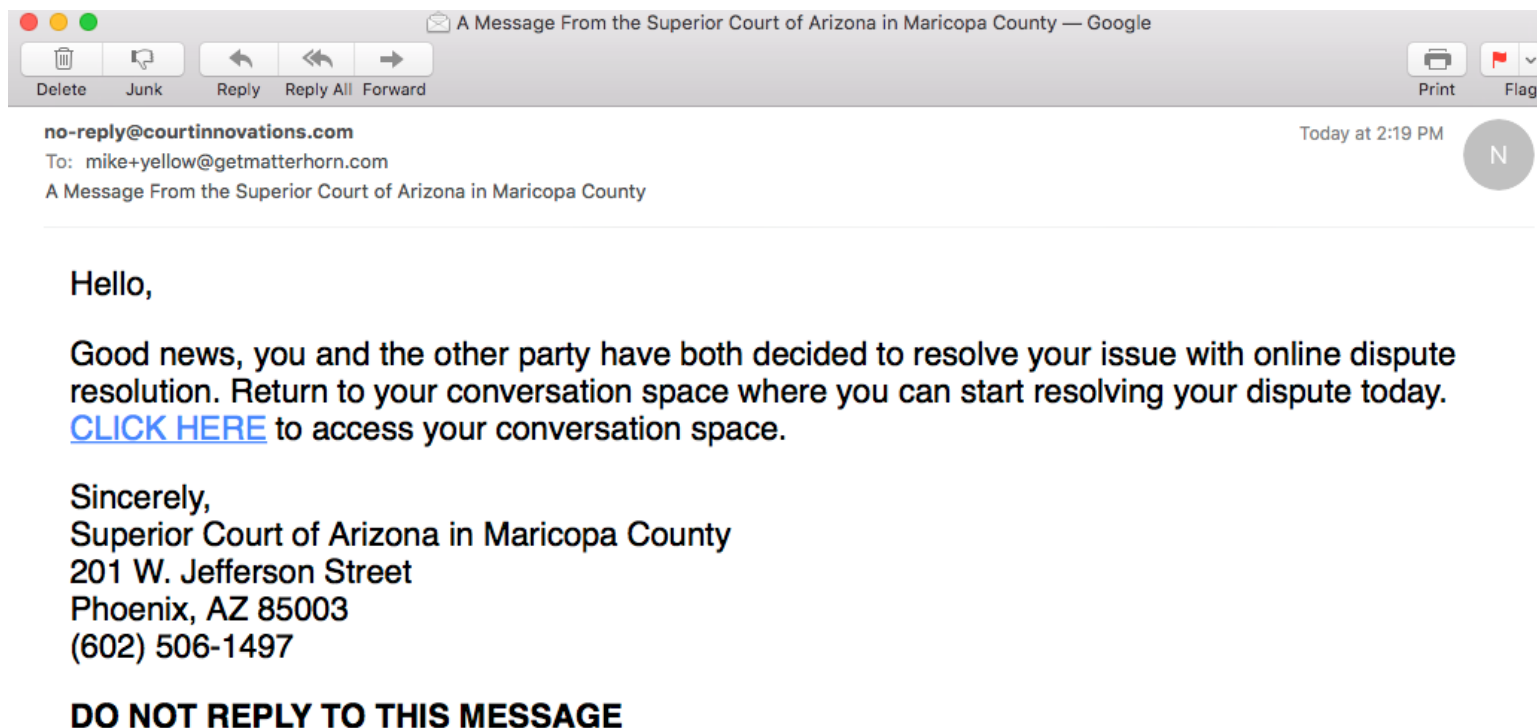 A Message From the Superior Court of Arizona in Maricopa County — Google
Delete Junk Reply Reply All Forward Print Flag
no-reply@courtinnovations.com Today at 2:19 PM
N
To: mike+yellow@getmatterhorn.com
A Message From the Superior Court of Arizona in Maricopa County
Hello,
Good news, you and the other party have both decided to resolve your issue with online dispute
resolution. Return to your conversation space where you can start resolving your dispute today.
CLICK HERE to access your conversation space.
Sincerely,
Superior Court of Arizona in Maricopa County
201 W. Jefferson Street
Phoenix, AZ 85003
(602) 506-1497
DO NOT REPLY TO THIS MESSAGE